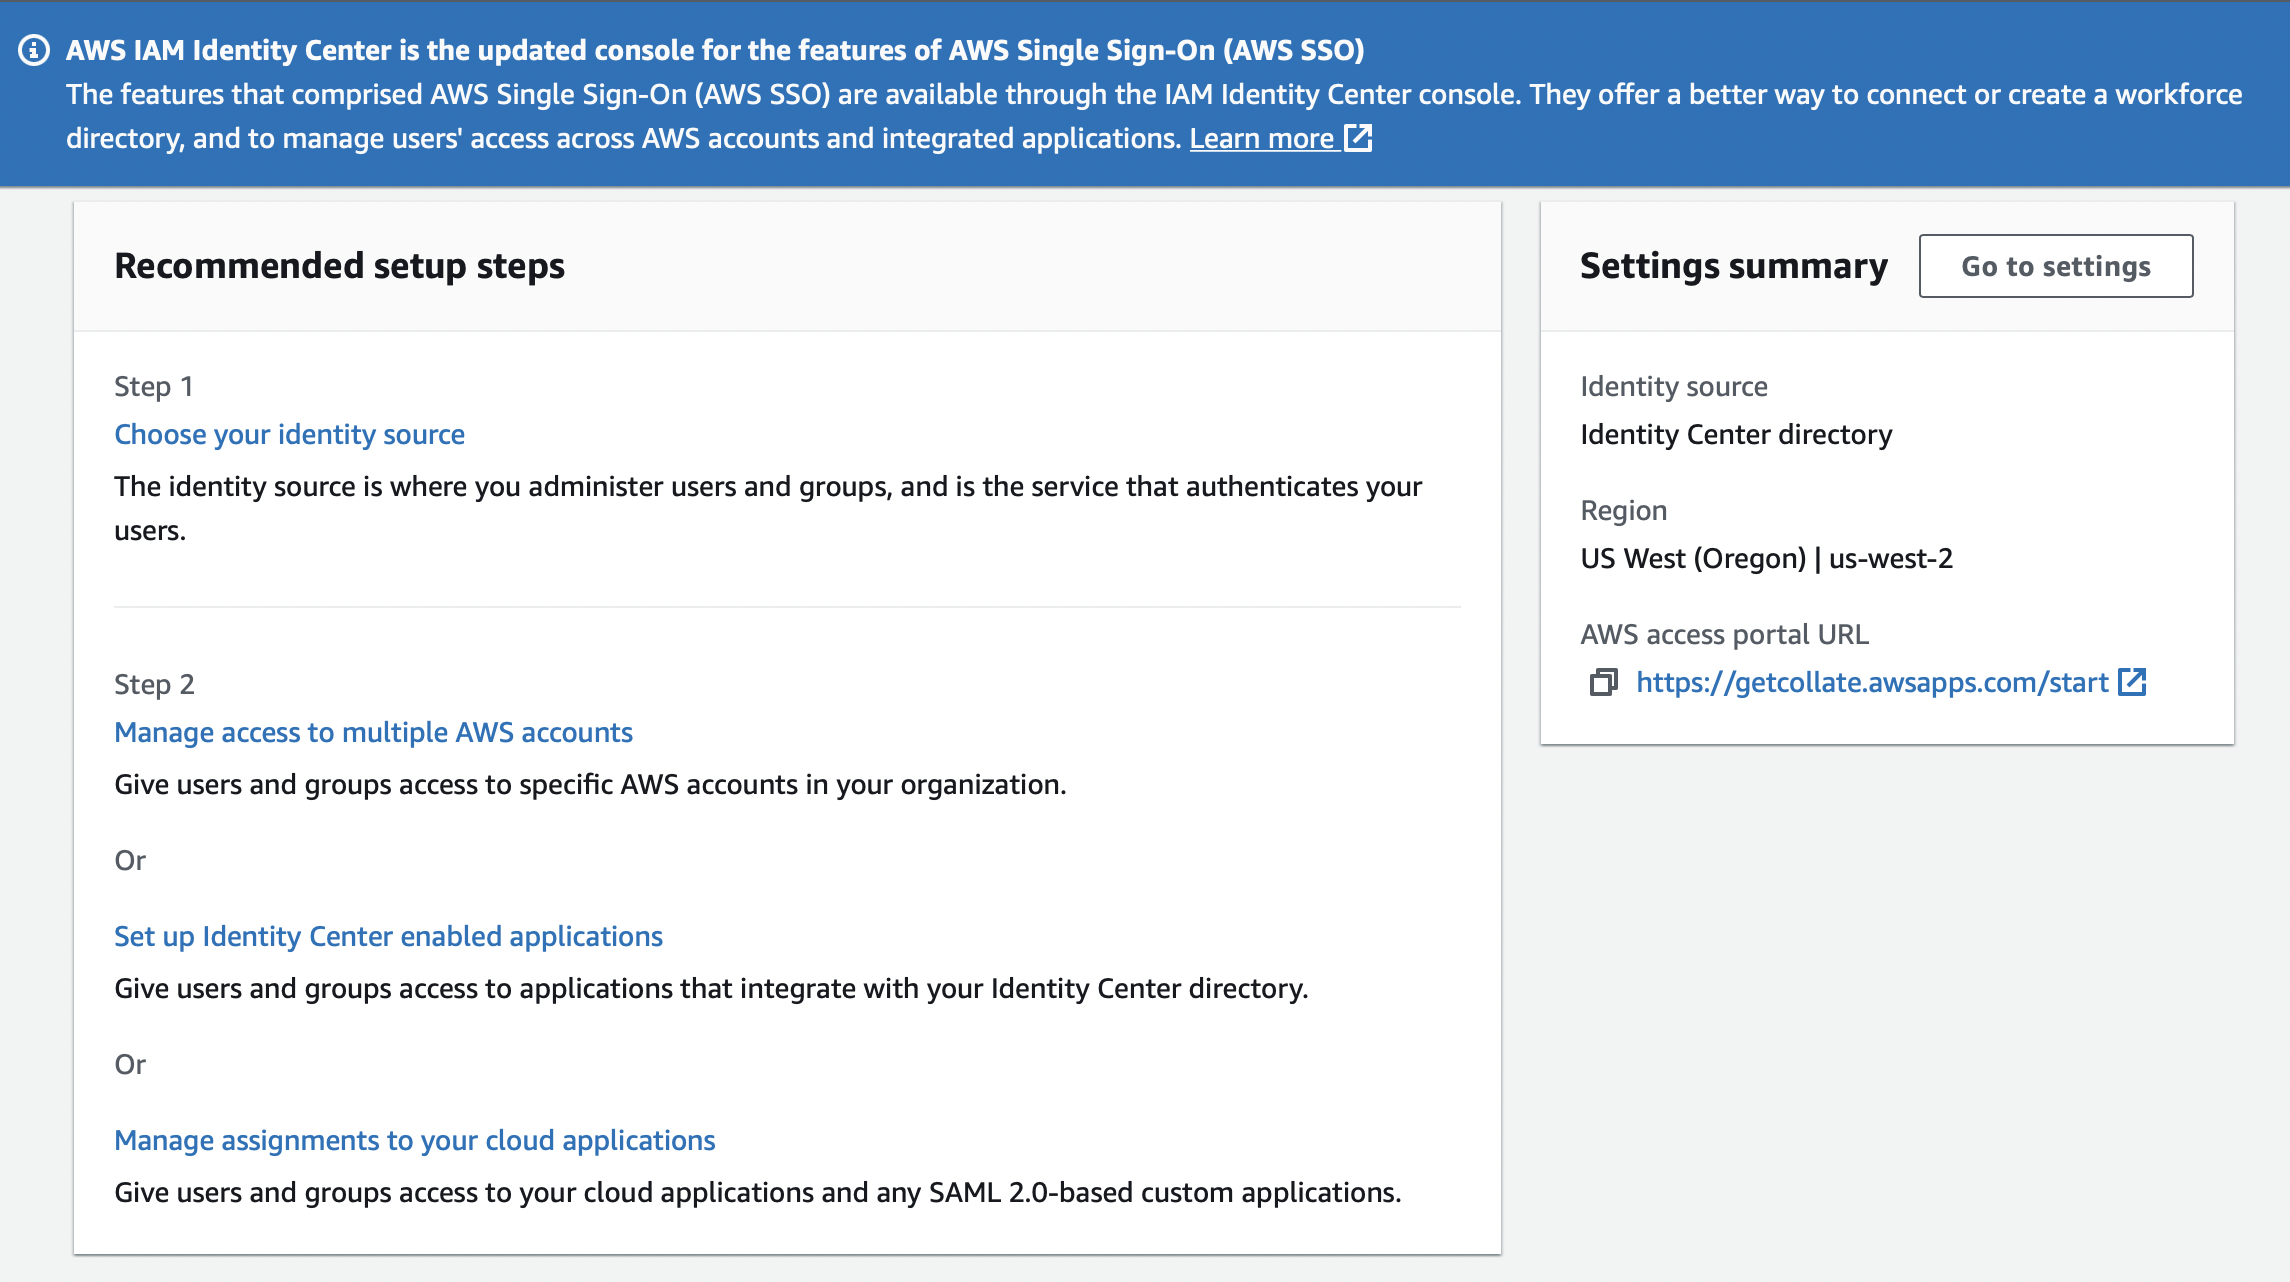 AWS IAM Identity Center is the updated console for the features of AWS Single Sign-On (AWS SSO)
The features that comprised AWS Single Sign-On (AWS SSO) are available through the IAM Identity Center console. They offer a better way to connect or create a workforce
directory, and to manage users' access across AWS accounts and integrated applications. Learn more
Recommended setup steps
Step 1
Choose your identity source
The identity source is where you administer users and groups, and is the service that authenticates your
users.
Step 2
Manage access to multiple AWS accounts
Give users and groups access to specific AWS accounts in your organization.
Or
Set up Identity Center enabled applications
Give users and groups access to applications that integrate with your Identity Center directory.
Or
Manage assignments to your cloud applications
Give users and groups access to your cloud applications and any SAML 2.0-based custom applications.
Settings summary
Go to settings
Identity source
Identity Center directory
Region
US West (Oregon) | us-west-2
AWS access portal URL
https://getcollate.awsapps.com/start